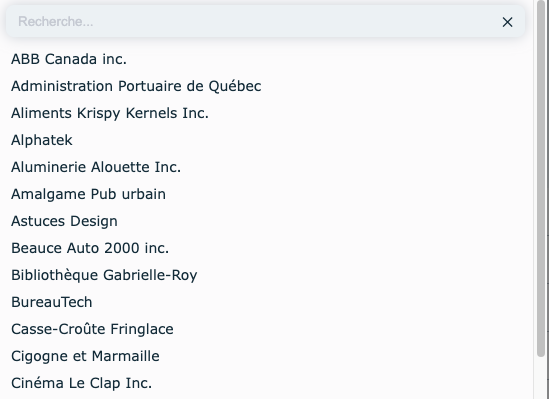 Recherche...
ABB Canada inc.
Administration Portuaire de Québec
Aliments Krispy Kernels Inc.
Alphatek
Aluminerie Alouette Inc.
Amalgame Pub urbain
Astuces Design
Beauce Auto 2000 inc.
Bibliothèque Gabrielle-Roy
BureauTech
Casse-Croûte Fringlace
Cigogne et Marmaille
Cinéma Le Clap Inc.